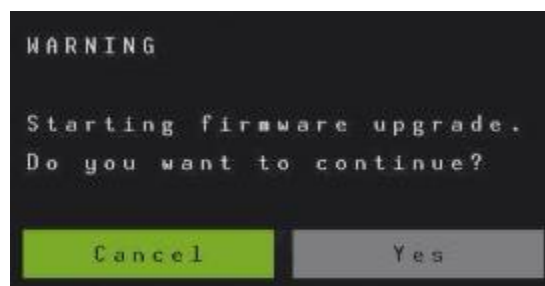 WARNING
Starting firmware upgrade.
Do you want to continue?
Cancel Yes